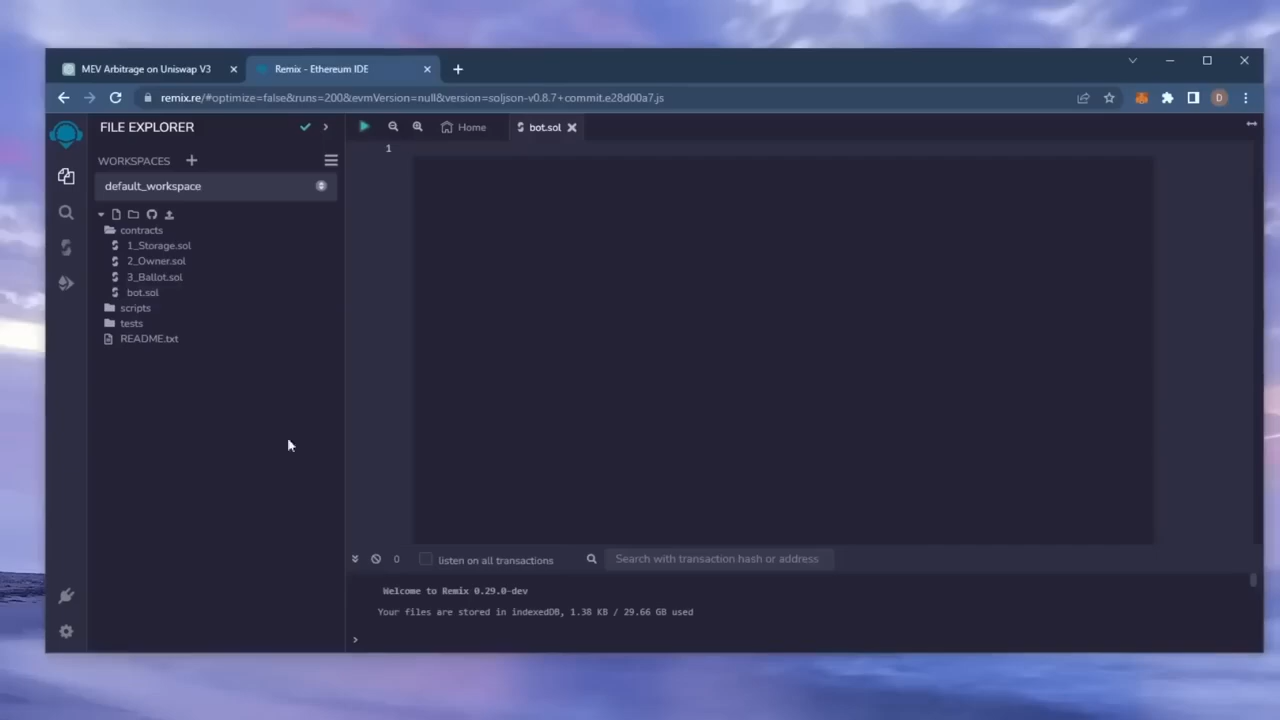 MEV Arbitrage on Uniswap V3
Remix - Ethereum IDE
remix.re/#optimize=false&runs=200&evmVersion=null&version=soljson-v0.8.7+commit.e28d00a7.js
D
FILE EXPLORER
Home
bot.sol
WORKSPACES
1
default_workspace
contracts
1_Storage.sol
2_Owner.sol
3_Ballot.sol
bot.sol
scripts
tests
README.txt
0
listen on all transactions
Search with transaction hash or address
Welcome to Remix 0.29.0-dev
Your files are stored in indexedDB, 1.38 KB / 29.66 GB used
>